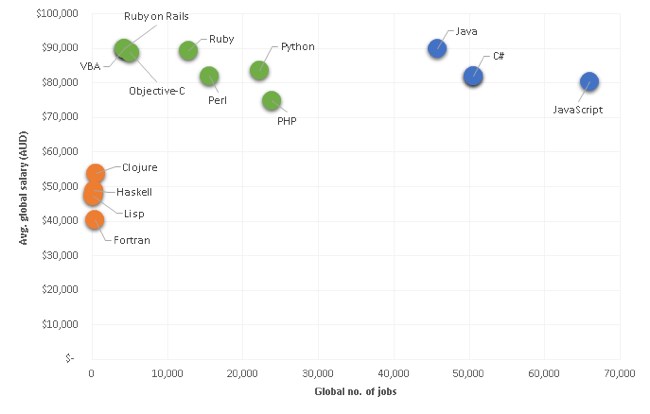 $100,000
Ruby on Rails
$90,000
Ruby
Python
Java
C#
VBA
Objective-C
$80,000
Perl
JavaScript
$70,000
PHP
$60,000
Clojure
$50,000
Haskell
Lisp
$40,000
Fortran
$30,000
$20,000
$10,000
$-
0 10,000 20,000 30,000 40,000 50,000 60,000 70,000
Global no. of jobs
Avg. global salary (AUD)